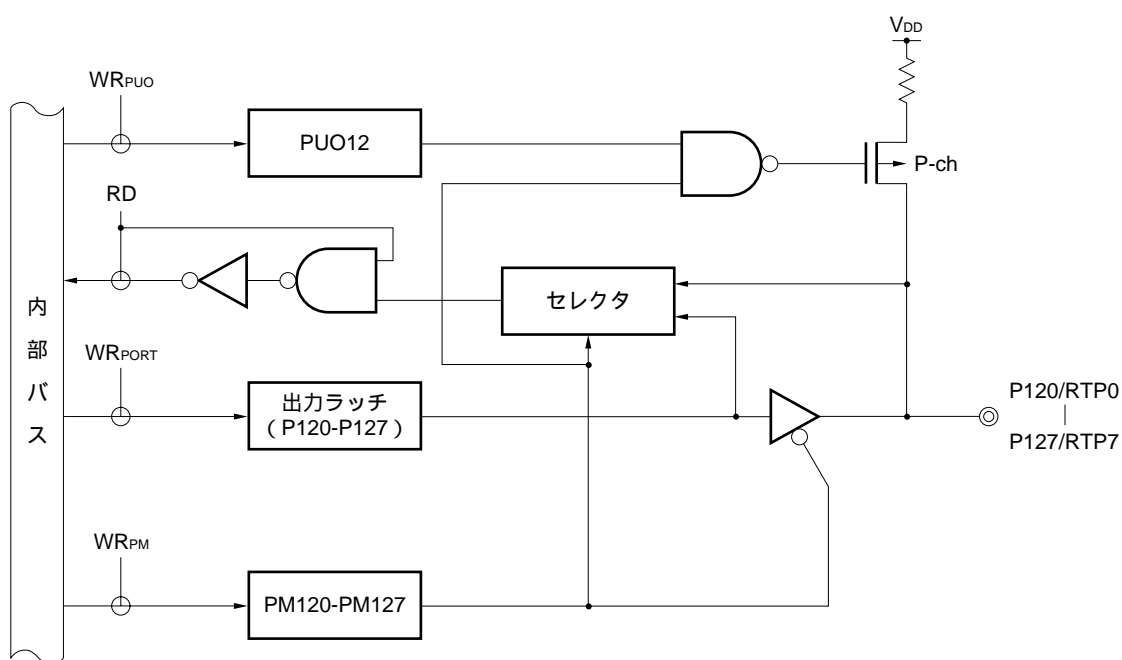 VDD
WRPUO
PUO12
P-ch
RD
セレクタ
内部バス
WRPORT
出力ラッチ
（P120-P127）
P120/RTP0
P127/RTP7
WRPM
PM120-PM127